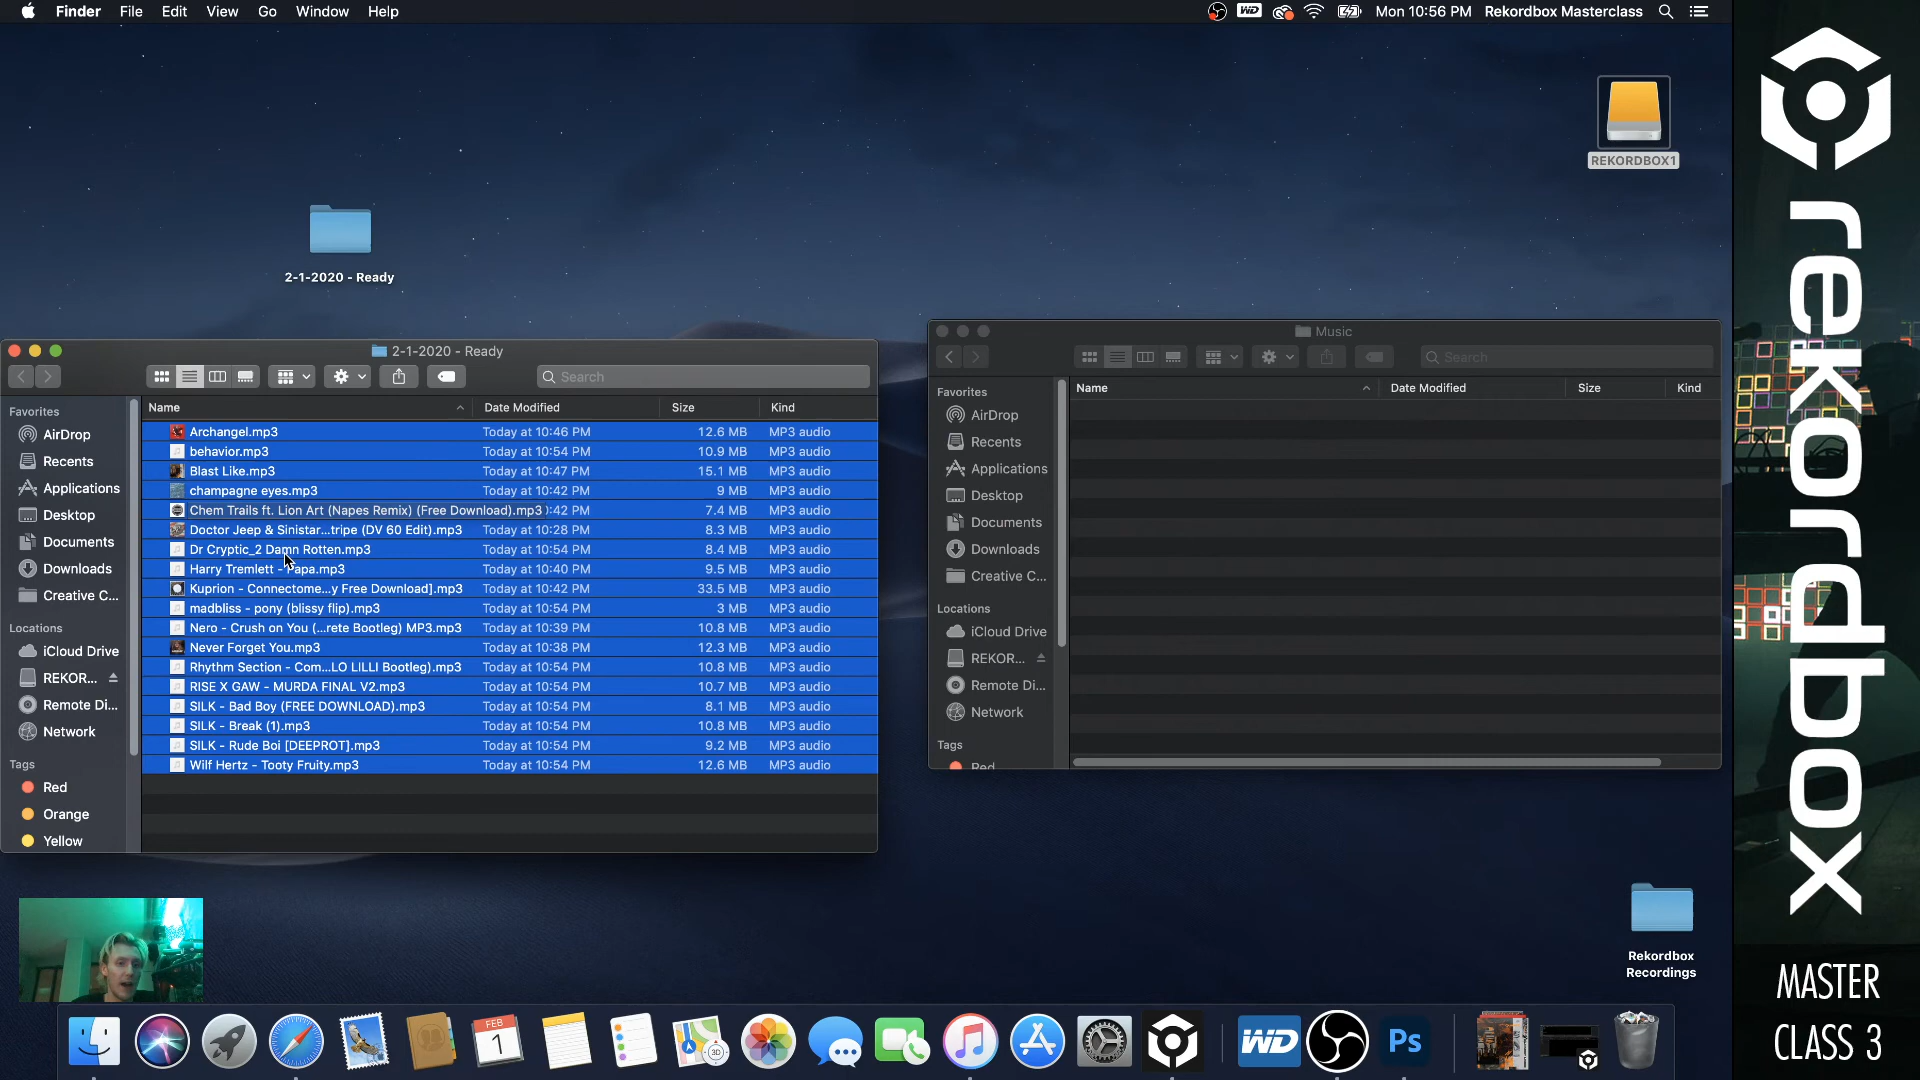 Finder File Edit View Go Window Help
WD
Mon 10:56 PM Rekordbox Masterclass
REKORDBOX1
2-1-2020 - Ready
2-1-2020 - Ready
Search
Favorites
AirDrop
Recents
Applications
Desktop
Documents
Downloads
Creative C...
Locations
iCloud Drive
REKOR...
Remote Di...
Network
Tags
Red
Orange
Yellow
Name Date Modified Size Kind
Archangel.mp3 Today at 10:46 PM 12.6 MB MP3 audio
behavior.mp3 Today at 10:54 PM 10.9 MB MP3 audio
Blast Like.mp3 Today at 10:47 PM 15.1 MB MP3 audio
champagne eyes.mp3 Today at 10:42 PM 9 MB MP3 audio
Chem Trails ft. Lion Art (Napes Remix) (Free Download).mp3 :42 PM 7.4 MB MP3 audio
Doctor Jeep & Sinistar...tripe (DV 60 Edit).mp3 Today at 10:28 PM 8.3 MB MP3 audio
Dr Cryptic_2 Damn Rotten.mp3 Today at 10:54 PM 8.4 MB MP3 audio
Harry Tremlett - Papa.mp3 Today at 10:40 PM 9.5 MB MP3 audio
Kuprion - Connectome...y Free Download].mp3 Today at 10:42 PM 33.5 MB MP3 audio
madbliss - pony (blissy flip).mp3 Today at 10:54 PM 3 MB MP3 audio
Nero - Crush on You (...rete Bootleg) MP3.mp3 Today at 10:39 PM 10.8 MB MP3 audio
Never Forget You.mp3 Today at 10:38 PM 12.3 MB MP3 audio
Rhythm Section - Com...LO LILLI Bootleg).mp3 Today at 10:54 PM 10.8 MB MP3 audio
RISE X GAW - MURDA FINAL V2.mp3 Today at 10:54 PM 10.7 MB MP3 audio
SILK - Bad Boy (FREE DOWNLOAD).mp3 Today at 10:54 PM 8.1 MB MP3 audio
SILK - Break (1).mp3 Today at 10:54 PM 10.8 MB MP3 audio
SILK - Rude Boi [DEEPROT].mp3 Today at 10:54 PM 9.2 MB MP3 audio
Wilf Hertz - Tooty Fruity.mp3 Today at 10:54 PM 12.6 MB MP3 audio
Music
Search
Favorites
AirDrop
Recents
Applications
Desktop
Documents
Downloads
Creative C...
Locations
iCloud Drive
REKOR...
Remote Di...
Network
Tags
Red
Name Date Modified Size Kind
Rekordbox
Recordings
FEB
1
3D
WD
Ps
rekordbox
MASTER
CLASS 3